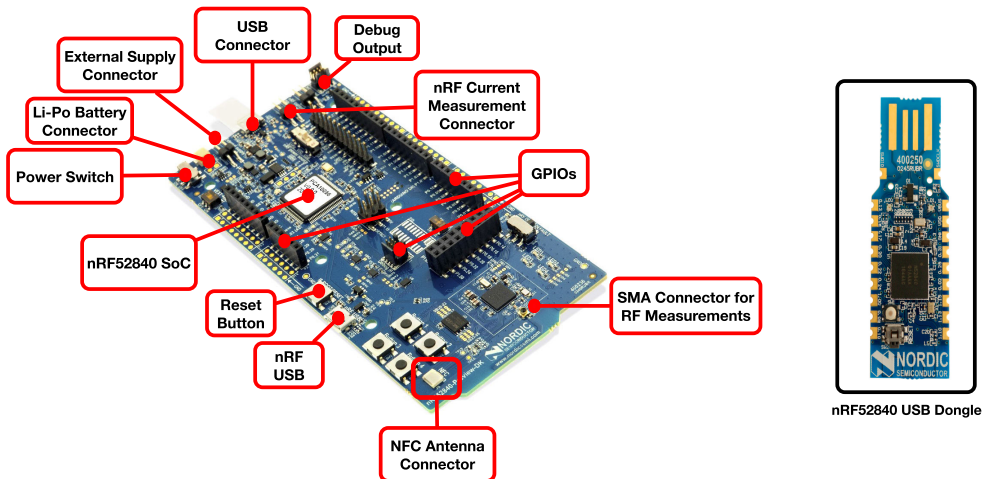 USB
Connector
Debug
Output
External Supply
Connector
nRF Current
Measurement
Connector
Li-Po Battery
Connector
Power Switch
GPIOs
nRF52840 SoC
Reset
Button
SMA Connector for
RF Measurements
nRF
USB
NFC Antenna
Connector
NORDIC
400250
NORDIC
SEMICONDUCTOR
nRF52840 USB Dongle